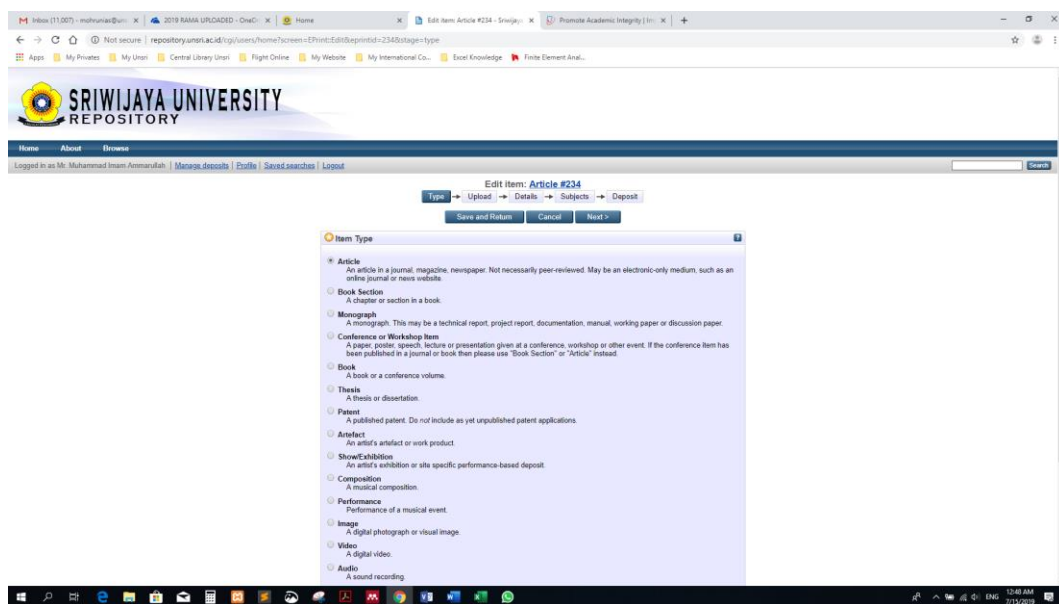 Inbox (11,007) - mohruniac@uns
2019 RAMA UPLOADED - OneD
Home
Edit item: Article #234 - Sriwijaya
Promote Academic Integrity | Im
Not secure | repository.unsri.ac.id/cgi/users/home?screen=EPrint::Edit&eprintid=234&stage=type
Apps My Privates My Unsri Central Library Unsri Flight Online My Website My International Co... Excel Knowledge Finite Element Anal...
SRIWIJAYA UNIVERSITY
REPOSITORY
Home About Browse
Logged in as Mr. Muhammad Imam Ammarullah | Manage deposits | Profile | Saved searches | Logout
Search
Edit item: Article #234
Type → Upload → Details → Subjects → Deposit
Save and Return Cancel Next >
Item Type
Article
An article in a journal, magazine, newspaper. Not necessarily peer-reviewed. May be an electronic-only medium, such as an
online journal or news website.
Book Section
A chapter or section in a book.
Monograph
A monograph. This may be a technical report, project report, documentation, manual, working paper or discussion paper.
Conference or Workshop Item
A paper, poster, speech, lecture or presentation given at a conference, workshop or other event. If the conference item has
been published in a journal or book then please use "Book Section" or "Article" instead.
Book
A book or a conference volume.
Thesis
A thesis or dissertation.
Patent
A published patent. Do not include as yet unpublished patent applications.
Artefact
An artist's artefact or work product.
Show/Exhibition
An artist's exhibition or site specific performance-based deposit.
Composition
A musical composition.
Performance
Performance of a musical event.
Image
A digital photograph or visual image.
Video
A digital video.
Audio
A sound recording.
ENG
12:48 AM
7/15/2019